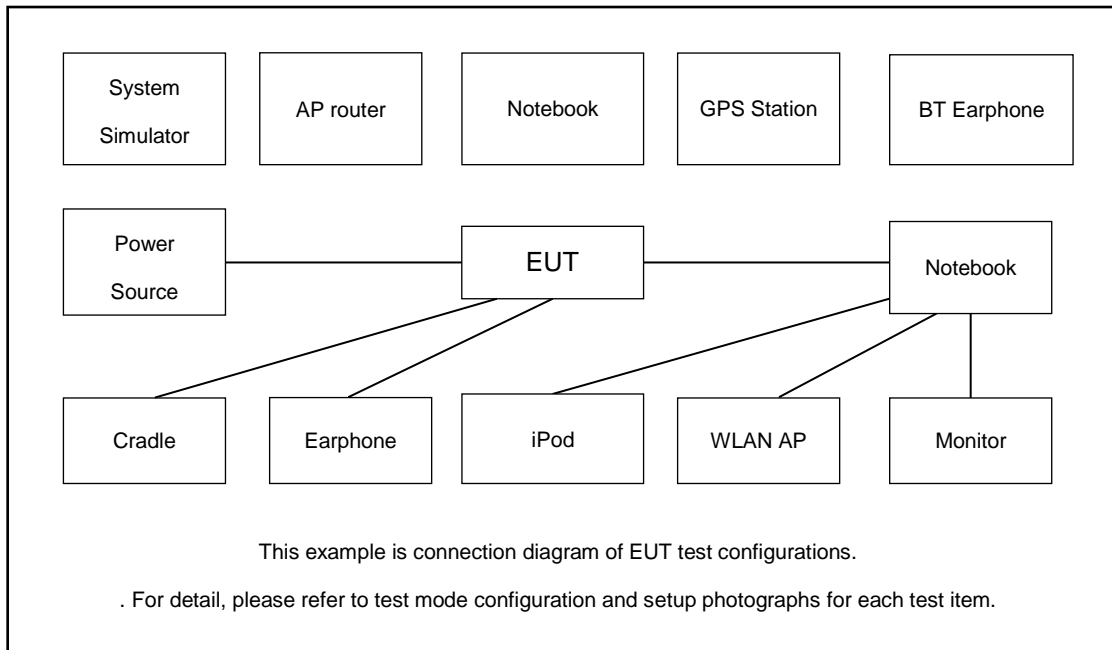 System
Simulator
AP router
Notebook
GPS Station
BT Earphone
Power
Source
EUT
Notebook
Cradle
Earphone
iPod
WLAN AP
Monitor
This example is connection diagram of EUT test configurations.
. For detail, please refer to test mode configuration and setup photographs for each test item.